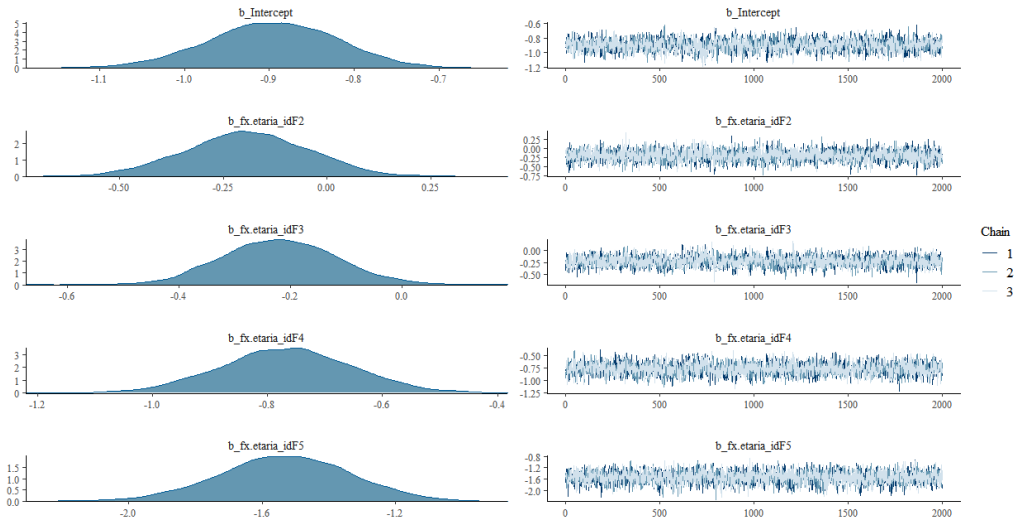 b_Intercept
5
4
3
2
1
0
-1.1 -1.0 -0.9 -0.8 -0.7
b_Intercept
-0.6
-0.8
-1.0
-1.2
0 500 1000 1500 2000
b_fx.etaria_idF2
2
1
0
-0.50 -0.25 0.00 0.25
b_fx.etaria_idF2
0.25
0.00
-0.25
-0.50
-0.75
0 500 1000 1500 2000
b_fx.etaria_idF3
3
2
1
0
-0.6 -0.4 -0.2 0.0
b_fx.etaria_idF3
0.00
-0.25
-0.50
0 500 1000 1500 2000
Chain
1
2
3
b_fx.etaria_idF4
3
2
1
0
-1.2 -1.0 -0.8 -0.6 -0.4
b_fx.etaria_idF4
-0.50
-0.75
-1.00
-1.25
0 500 1000 1500 2000
b_fx.etaria_idF5
1.5
1.0
0.5
0.0
-2.0 -1.6 -1.2
b_fx.etaria_idF5
-0.8
-1.2
-1.6
-2.0
0 500 1000 1500 2000